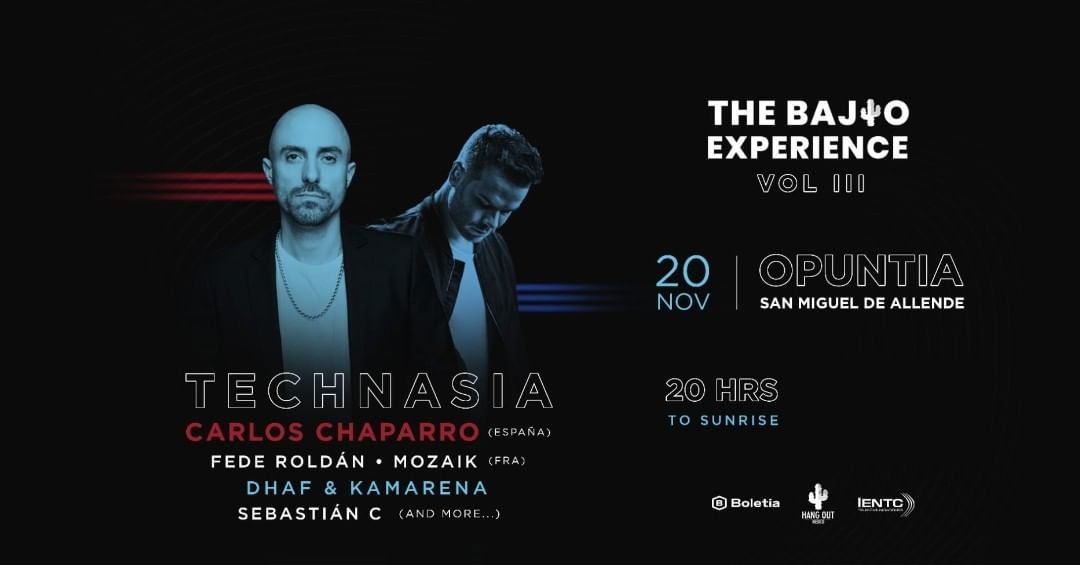 THE BAJIO
EXPERIENCE
VOL III
20
NOV
OPUNTIA
SAN MIGUEL DE ALLENDE
20 HRS
TO SUNRISE
TECHNASIA
CARLOS CHAPARRO (ESPAÑA)
FEDE ROLDÁN • MOZAIK (FRA)
DHAF & KAMARENA
SEBASTIÁN C (AND MORE...)
B Boletia
HANG OUT
MEXICO
IENTC